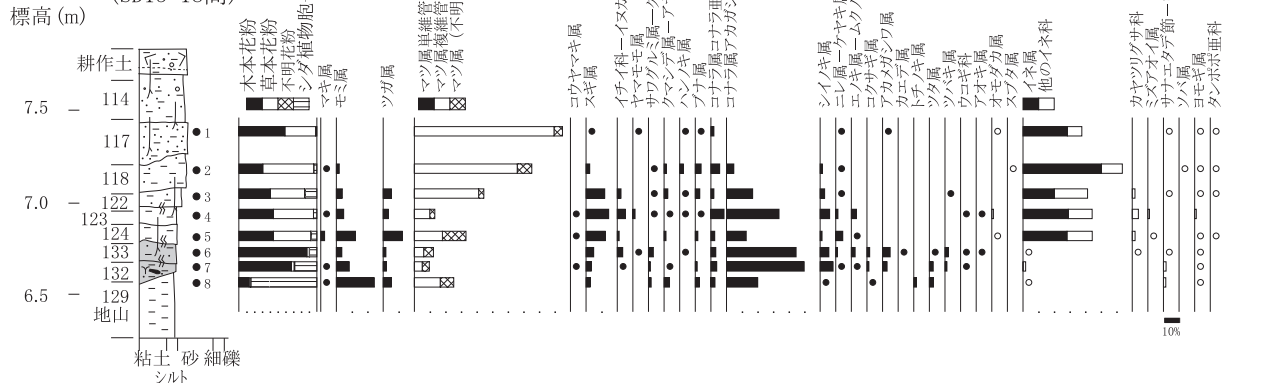 標高(m)
木本花粉
草本花粉
不明花粉
シダ植物胞
マキ属
モミ属
ツガ属
マツ属単維管
マツ属複維管
マツ属（不明
コウヤマキ属
スギ属
イチイ科－イヌガ
ヤマモモ属
サワグルミ属－ク
クマシデ属－アサ
ハンノキ属
ブナ属
コナラ属コナラ亜
コナラ属アカガシ
シイノキ属
ニレ属－ケヤキ属
エノキ属－ムクノ
コクサギ属
アカメガシワ属
カエデ属
トチノキ属
ツタ属
ツバキ属
ウコギ科
アオキ属
オモダカ属
スブタ属
イネ属
他のイネ科
カヤツリグサ科
ミズアオイ属
サナエタデ節－
ソバ属
ヨモギ属
タンポポ亜科
耕作土
114
117
118
122
123
124
133
132
129
地山
7.5
7.0
6.5
1
2
3
4
5
6
7
8
粘土 砂 細礫
シルト
10%